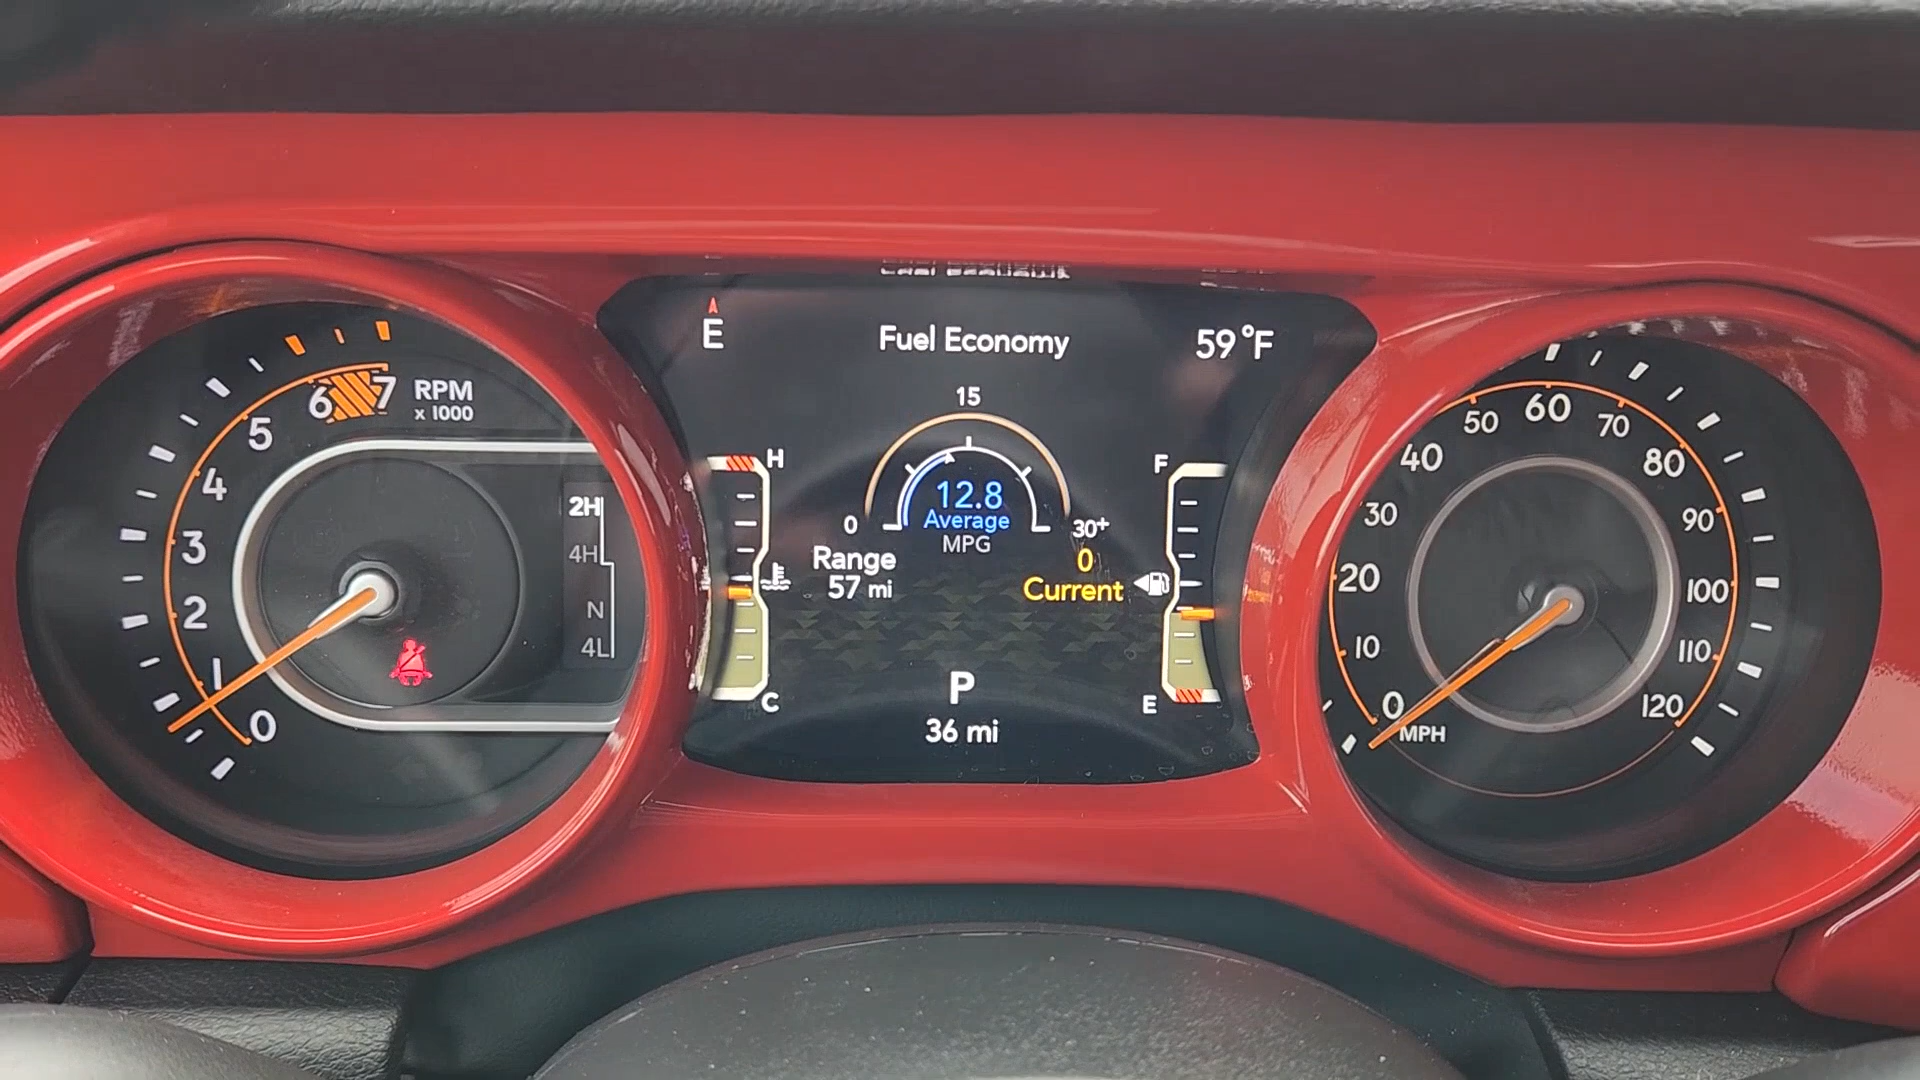 E
Fuel Economy
59°F
15
0
30+
12.8
Average
MPG
Range
57 mi
0
Current
H
C
F
E
P
36 mi
RPM
x 1000
0
1
2
3
4
5
6
7
2H
4H
N
4L
0
10
20
30
40
50
60
70
80
90
100
110
120
MPH